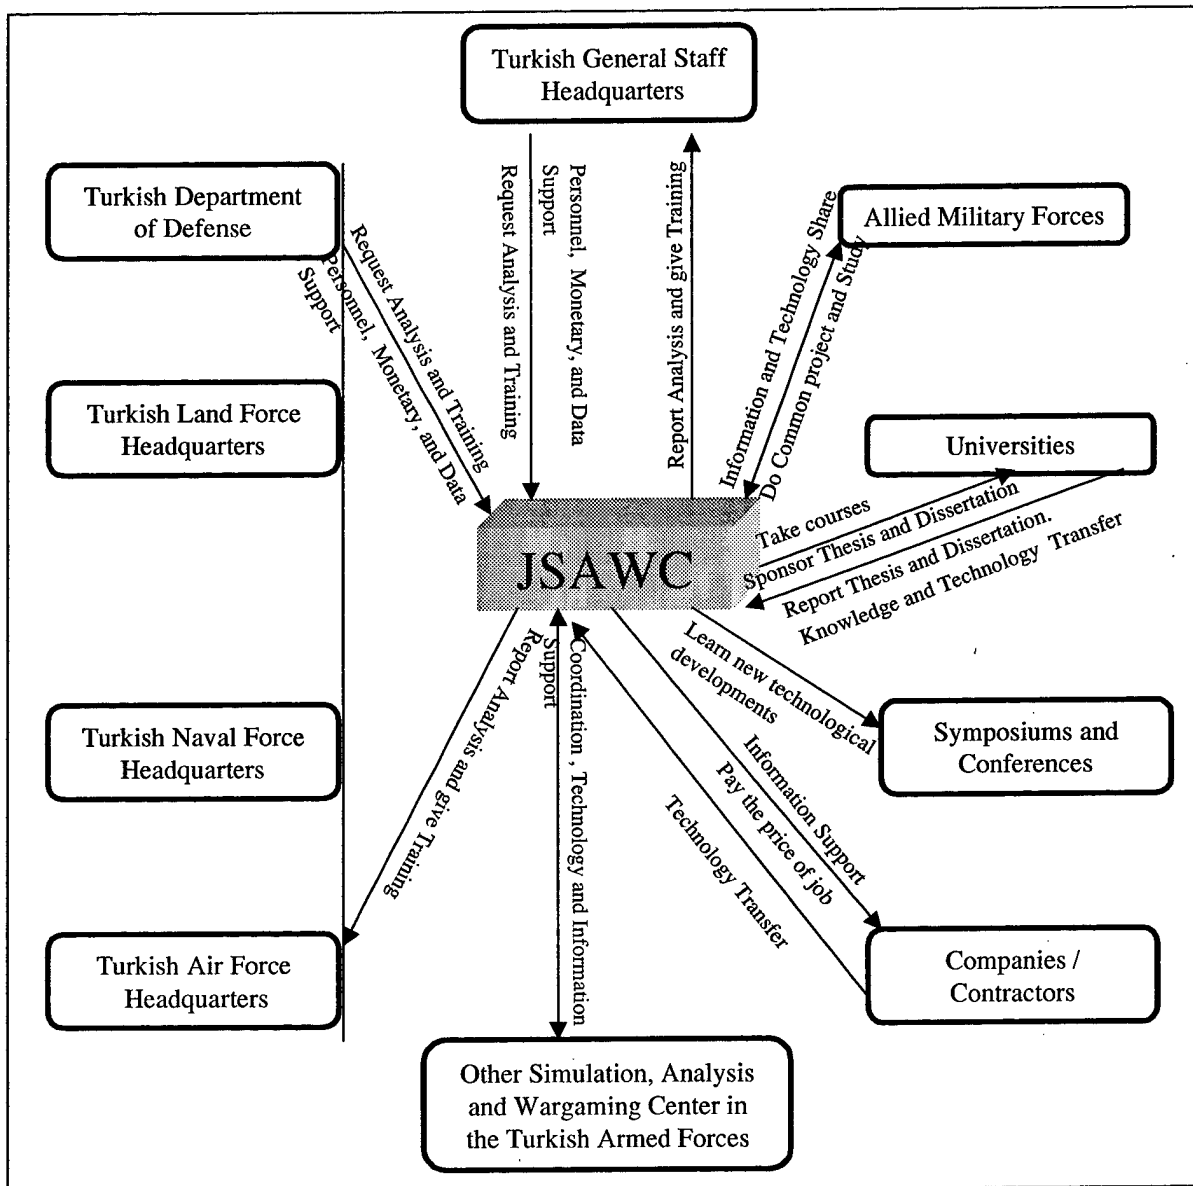 Turkish General Staff
Headquarters
Turkish Department
of Defense
Request Analysis and Training
Personnel, Monetary, and Data
Support
Personnel, Monetary, and Data
Support
Request Analysis and Training
Report Analysis and give Training
Information and Technology Share
Do Common project and Study
Allied Military Forces
Turkish Land Force
Headquarters
Universities
Take courses
Sponsor Thesis and Dissertation
Report Thesis and Dissertation.
Knowledge and Technology Transfer
JSAWC
Turkish Naval Force
Headquarters
Report Analysis and give Training
Coordination , Technology and Information
Support
Learn new technological
developments
Symposiums and
Conferences
Information Support
Pay the price of job
Technology Transfer
Turkish Air Force
Headquarters
Companies /
Contractors
Other Simulation, Analysis
and Wargaming Center in
the Turkish Armed Forces